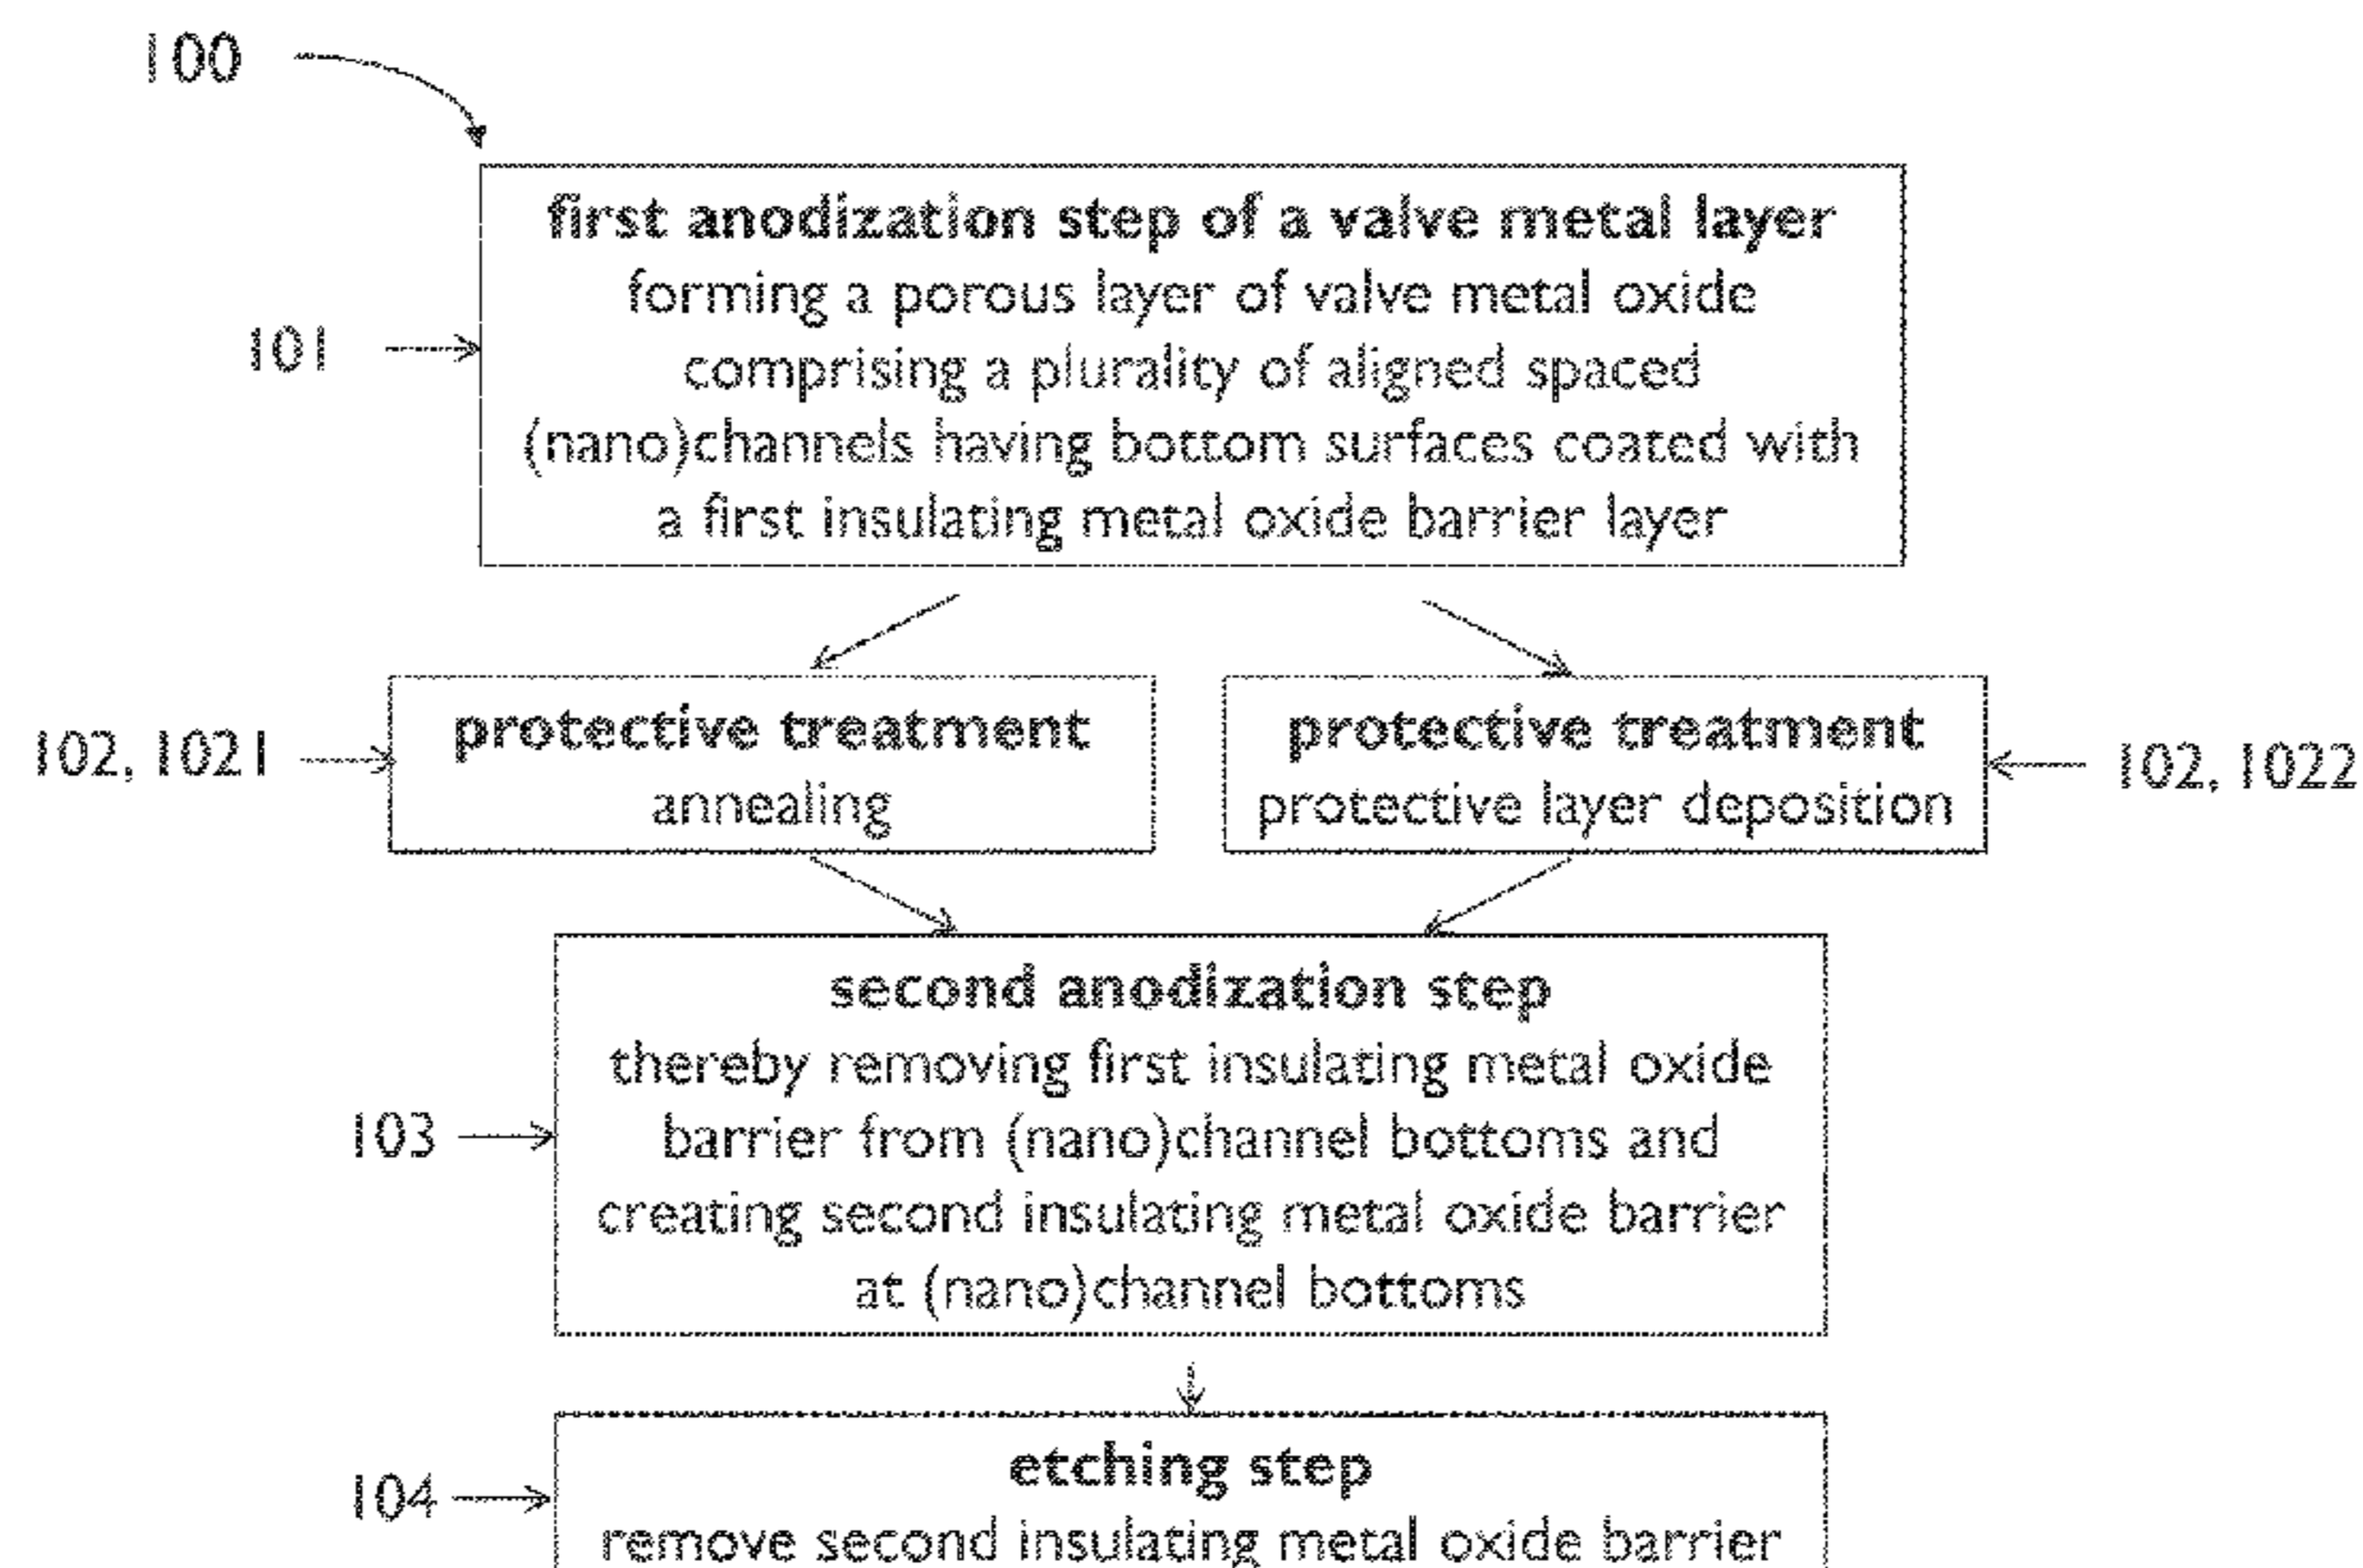 100
first anodization step of a valve metal layer
forming a porous layer of valve metal oxide
comprising a plurality of aligned spaced
(nano)channels having bottom surfaces coated with
a first insulating metal oxide barrier layer
101
protective treatment
annealing
102, 1021
protective treatment
protective layer deposition
102, 1022
second anodization step
thereby removing first insulating metal oxide
barrier from (nano)channel bottoms and
creating second insulating metal oxide barrier
at (nano)channel bottoms
103
etching step
remove second insulating metal oxide barrier
104